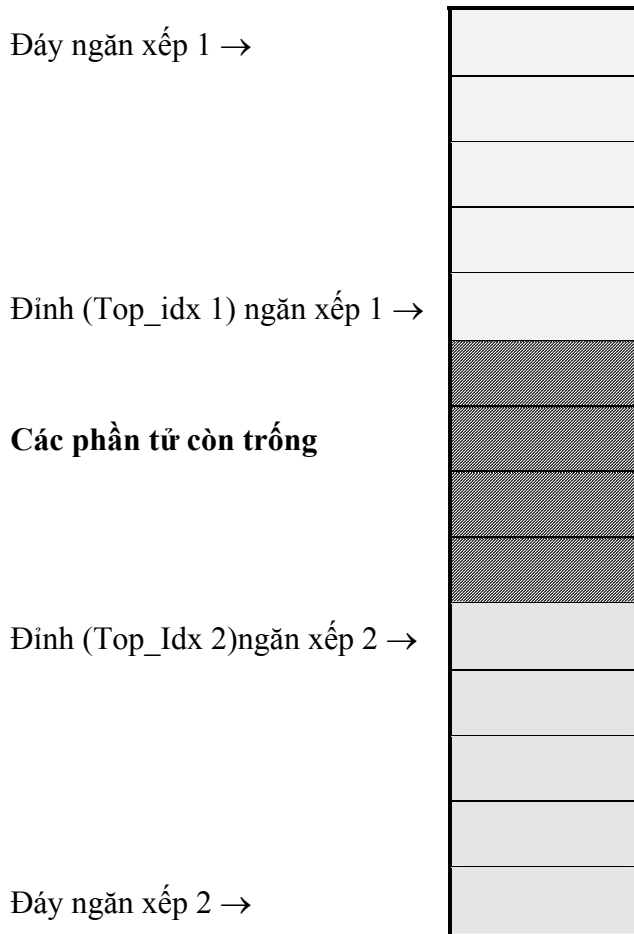 Đáy ngăn xếp 1 →
Đỉnh (Top_idx 1) ngăn xếp 1 →
Các phần tử còn trống
Đỉnh (Top_Idx 2)ngăn xếp 2 →
Đáy ngăn xếp 2 →